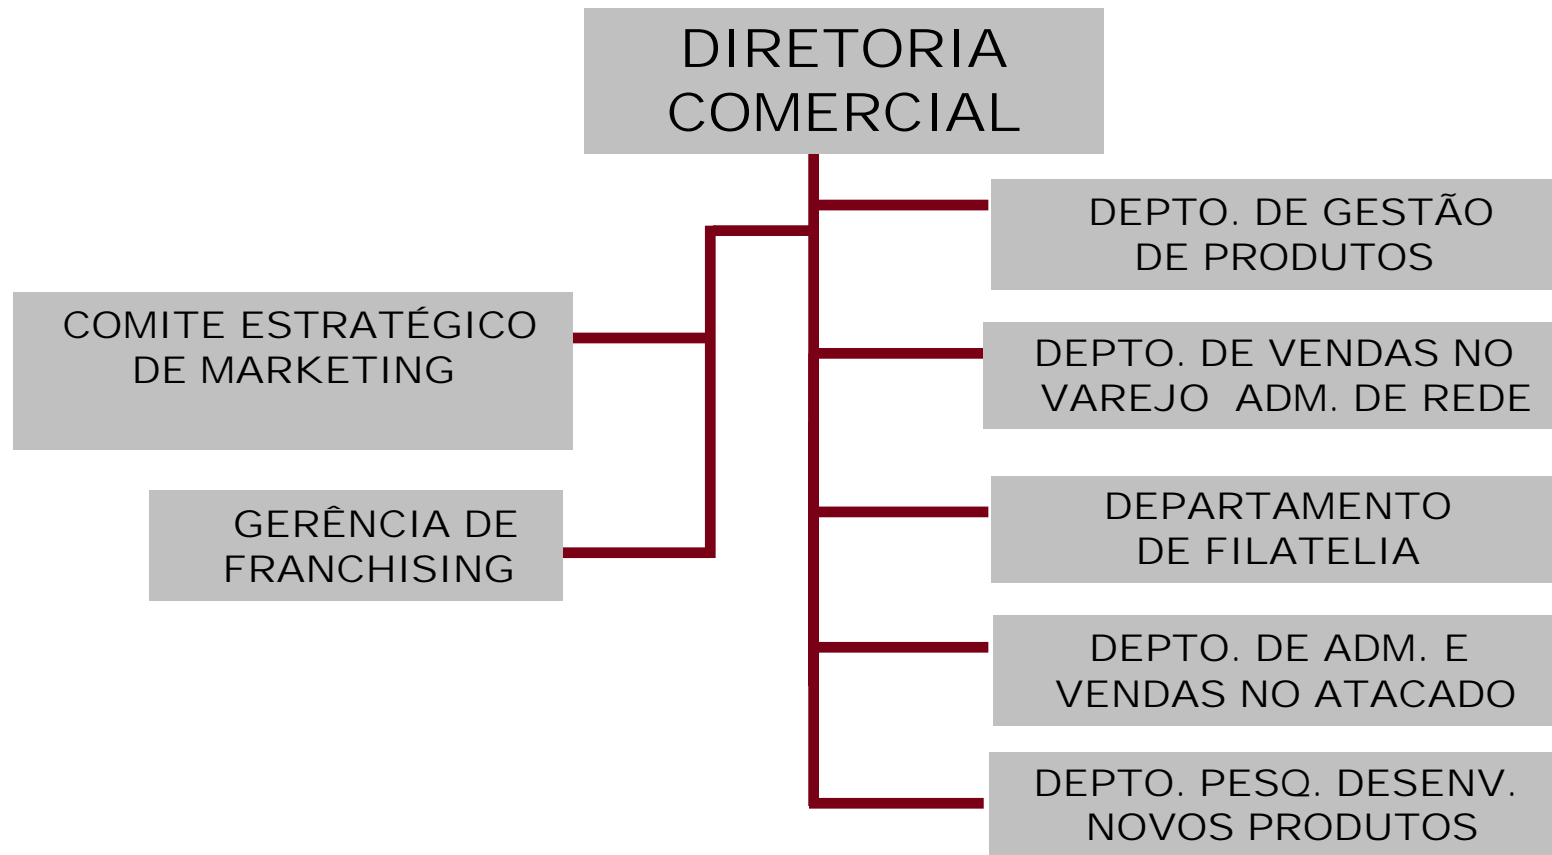 DIRETORIA
COMERCIAL
DEPTO. DE GESTÃO
DE PRODUTOS
COMITE ESTRATÉGICO
DE MARKETING
DEPTO. DE VENDAS NO
VAREJO ADM. DE REDE
GERÊNCIA DE
FRANCHISING
DEPARTAMENTO
DE FILATELIA
DEPTO. DE ADM. E
VENDAS NO ATACADO
DEPTO. PESQ. DESENV.
NOVOS PRODUTOS